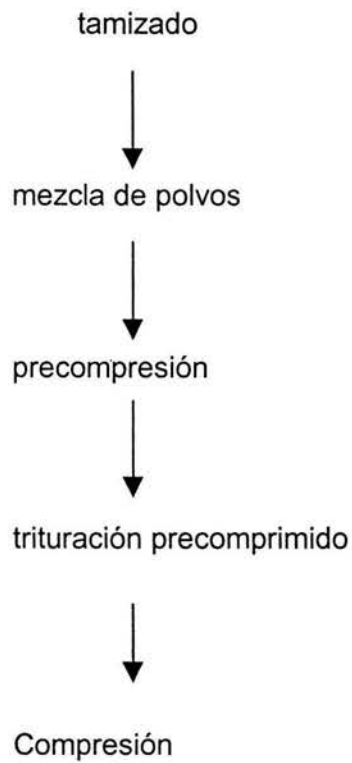 tamizado
mezcla de polvos
precompresión
trituración precomprimido
Compresión